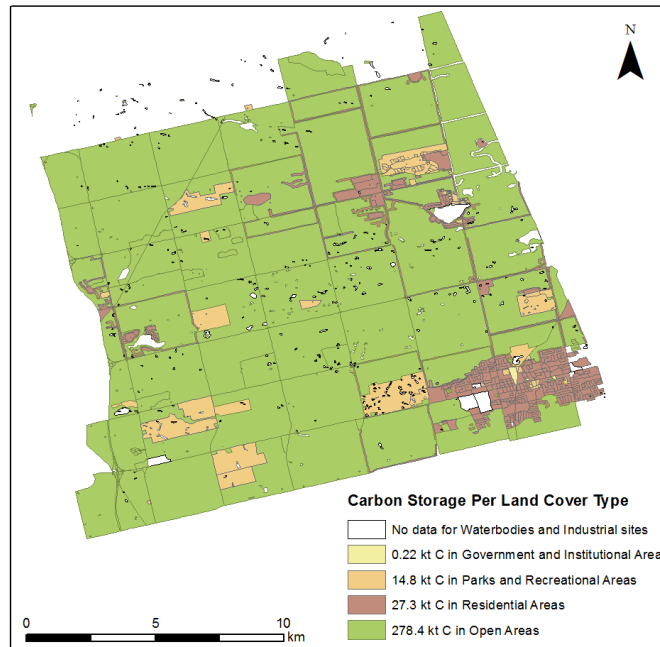 N
Carbon Storage Per Land Cover Type
No data for Waterbodies and Industrial sites
0.22 kt C in Government and Institutional Area
14.8 kt C in Parks and Recreational Areas
27.3 kt C in Residential Areas
278.4 kt C in Open Areas
0 5 10
km